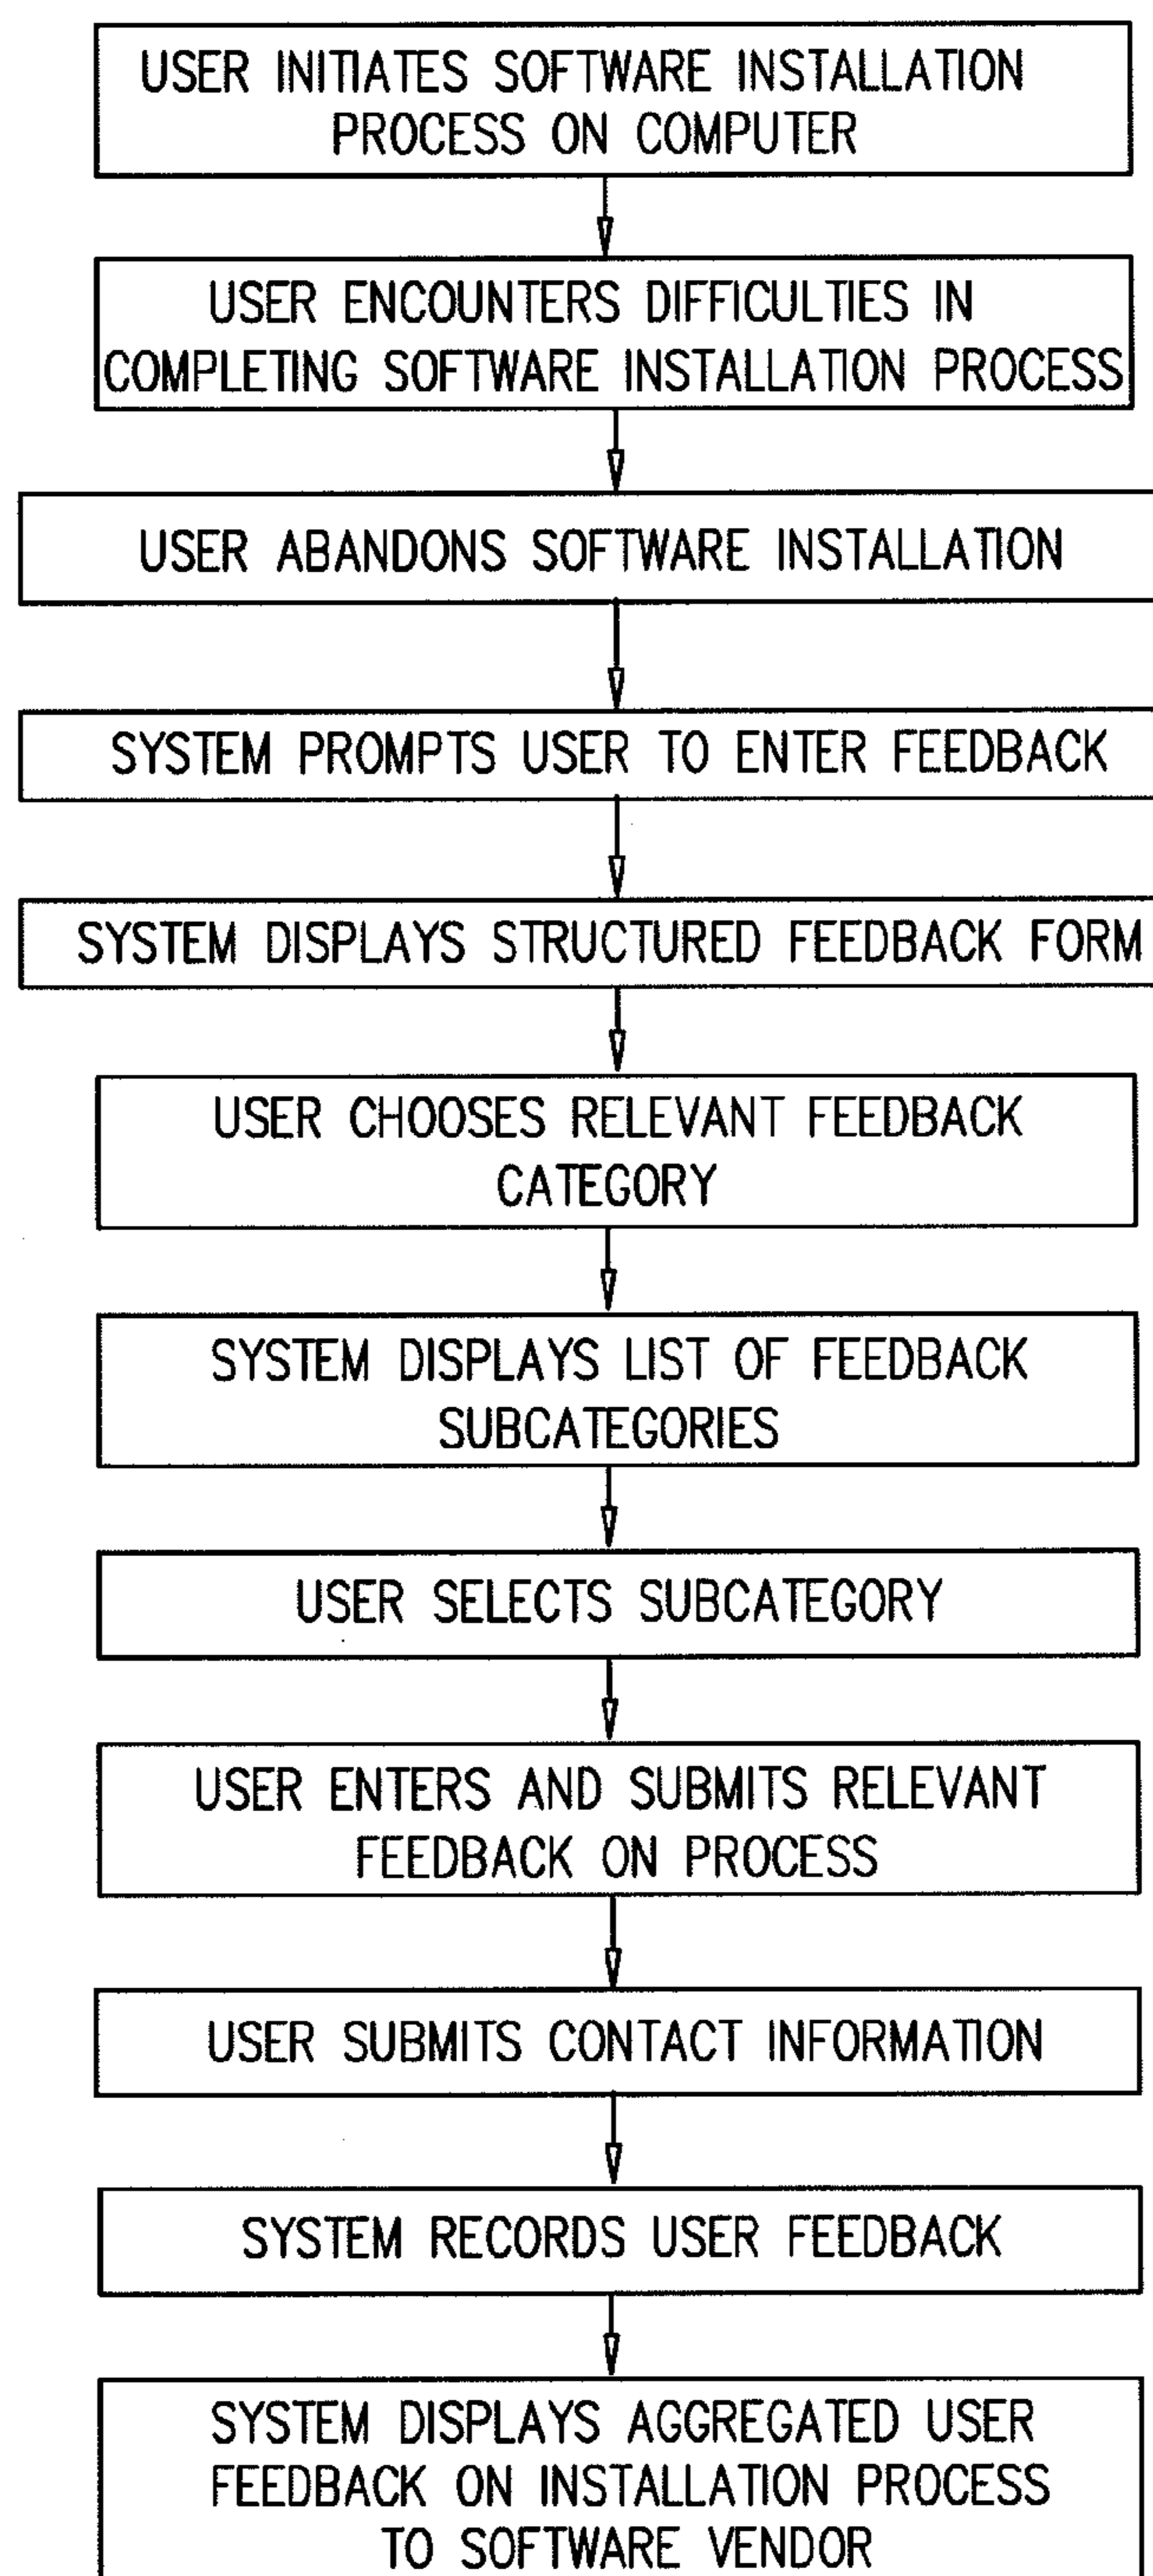 USER INITIATES SOFTWARE INSTALLATION
PROCESS ON COMPUTER
USER ENCOUNTERS DIFFICULTIES IN
COMPLETING SOFTWARE INSTALLATION PROCESS
USER ABANDONS SOFTWARE INSTALLATION
SYSTEM PROMPTS USER TO ENTER FEEDBACK
SYSTEM DISPLAYS STRUCTURED FEEDBACK FORM
USER CHOOSES RELEVANT FEEDBACK
CATEGORY
SYSTEM DISPLAYS LIST OF FEEDBACK
SUBCATEGORIES
USER SELECTS SUBCATEGORY
USER ENTERS AND SUBMITS RELEVANT
FEEDBACK ON PROCESS
USER SUBMITS CONTACT INFORMATION
SYSTEM RECORDS USER FEEDBACK
SYSTEM DISPLAYS AGGREGATED USER
FEEDBACK ON INSTALLATION PROCESS
TO SOFTWARE VENDOR